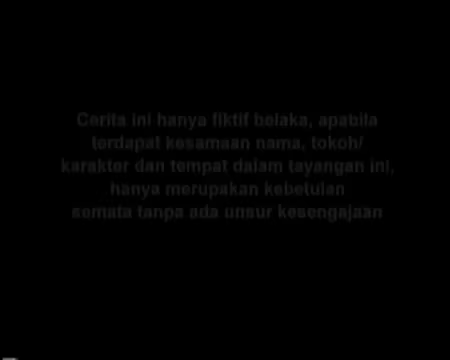 Cerita ini hanya fiktif belaka, apabila
terdapat kesamaan nama, tokoh/
karakter dan tempat dalam tayangan ini,
hanya merupakan kebetulan
semata tanpa ada unsur kesengajaan